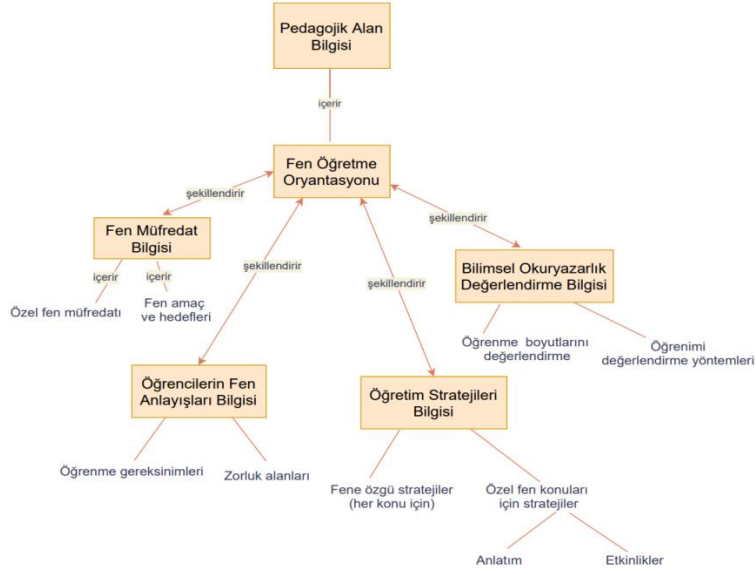 Pedagojik Alan
Bilgisi
içerir
Fen Öğretme
Oryantasyonu
şekillendirir
şekillendirir
Fen Müfredat
Bilgisi
şekillendirir
şekillendirir
Bilimsel Okuryazarlık
Değerlendirme Bilgisi
içerir
içerir
Özel fen müfredatı
Fen amaç
ve hedefleri
Öğrenme boyutlarını
değerlendirme
Öğrenimi
değerlendirme yöntemleri
Öğrencilerin Fen
Anlayışları Bilgisi
Öğretim Stratejileri
Bilgisi
Öğrenme gereksinimleri
Zorluk alanları
Fene özgü stratejiler
(her konu için)
Özel fen konuları
için stratejiler
Anlatım
Etkinlikler